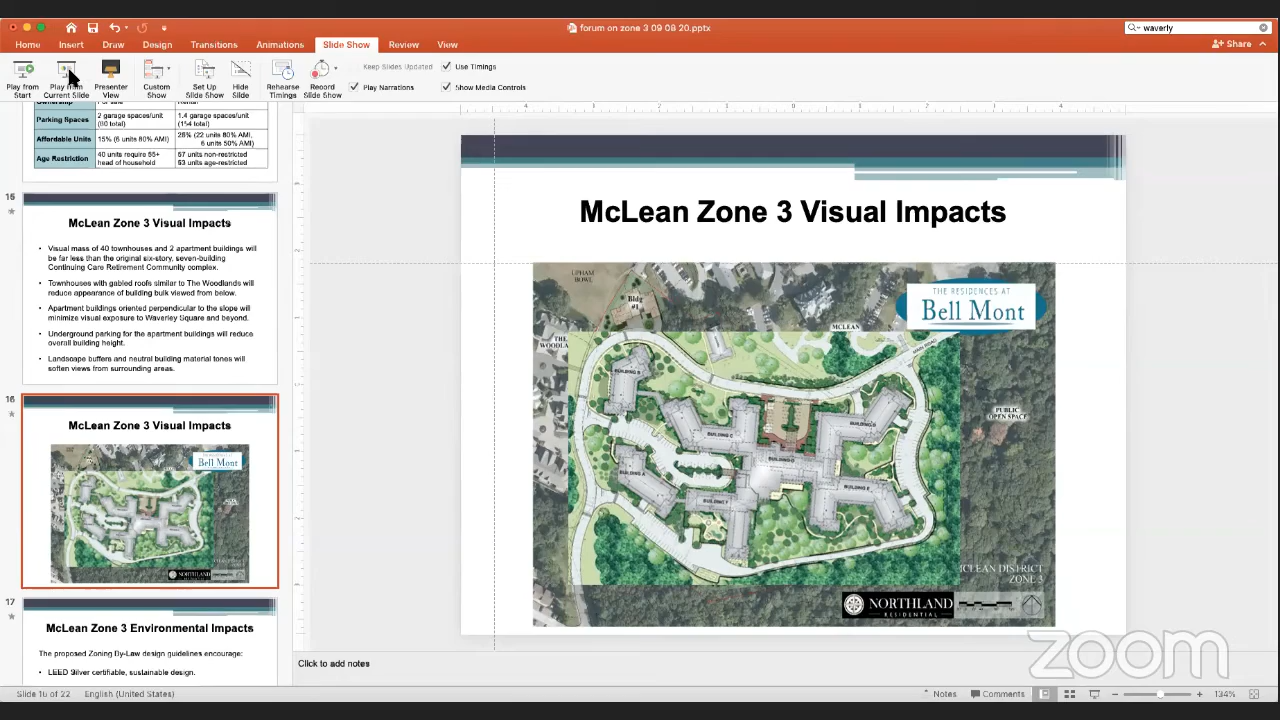 forum on zone 3 09 08 20.pptx
waverly
Home Insert Draw Design Transitions Animations Slide Show Review View
Share
Play from Start
Play from Current Slide
Presenter View
Custom Show
Set Up Slide Show
Hide Slide
Rehearse Timings
Record Slide Show
Keep Slides Updated
Use Timings
Play Narrations
Show Media Controls
Parking Spaces
2 garage spaces/unit
(80 total)
1.4 garage spaces/unit
(154 total)
Affordable Units
15% (6 units 80% AMI)
6 units 50% AMI)
Age Restriction
40 units require 55+
head of household
57 units non-restricted
53 units age-restricted
15
McLean Zone 3 Visual Impacts
• Visual mass of 40 townhouses and 2 apartment buildings will
be far less than the original six-story, seven-building
Continuing Care Retirement Community complex.
• Townhouses with gabled roofs similar to The Woodlands will
reduce appearance of building bulk viewed from below.
• Apartment buildings oriented perpendicular to the slope will
minimize visual exposure to Waverley Square and beyond.
• Underground parking for the apartment buildings will reduce
overall building height.
• Landscape buffers and neutral building material tones will
soften views from surrounding areas.
16
McLean Zone 3 Visual Impacts
Bell Mont
NORTHLAND
17
McLean Zone 3 Environmental Impacts
The proposed Zoning By-Law design guidelines encourage:
• LEED Silver certifiable, sustainable design.
McLean Zone 3 Visual Impacts
UPHAM
BOWL
Bldg
#1
THE
WOODLA
MCLEAN
THE RESIDENCES AT
Bell Mont
PUBLIC
OPEN SPACE
MCLEAN DISTRICT
ZONE 3
NORTHLAND
RESIDENTIAL
Click to add notes
zoom
Slide 16 of 22 English (United States)
Notes Comments 134%